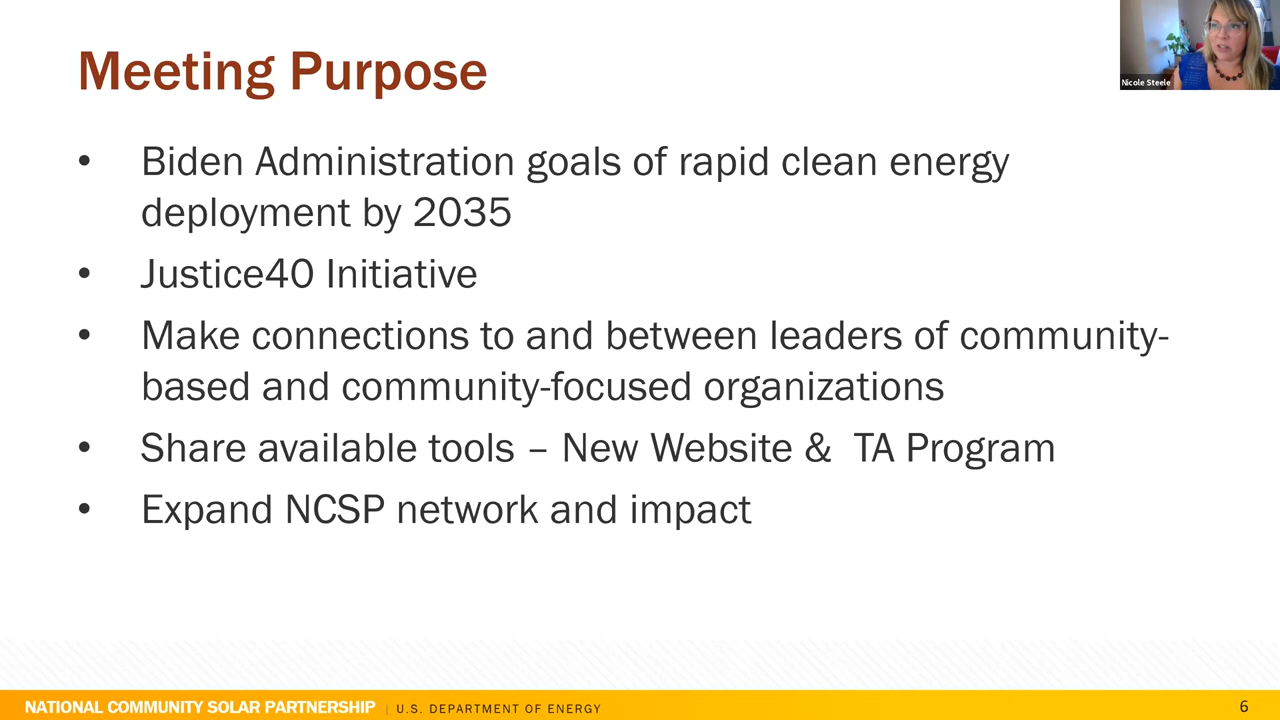 Meeting Purpose
Nicole Steele
• Biden Administration goals of rapid clean energy
deployment by 2035
• Justice40 Initiative
• Make connections to and between leaders of community-
based and community-focused organizations
• Share available tools – New Website & TA Program
• Expand NCSP network and impact
NATIONAL COMMUNITY SOLAR PARTNERSHIP | U.S. DEPARTMENT OF ENERGY
6